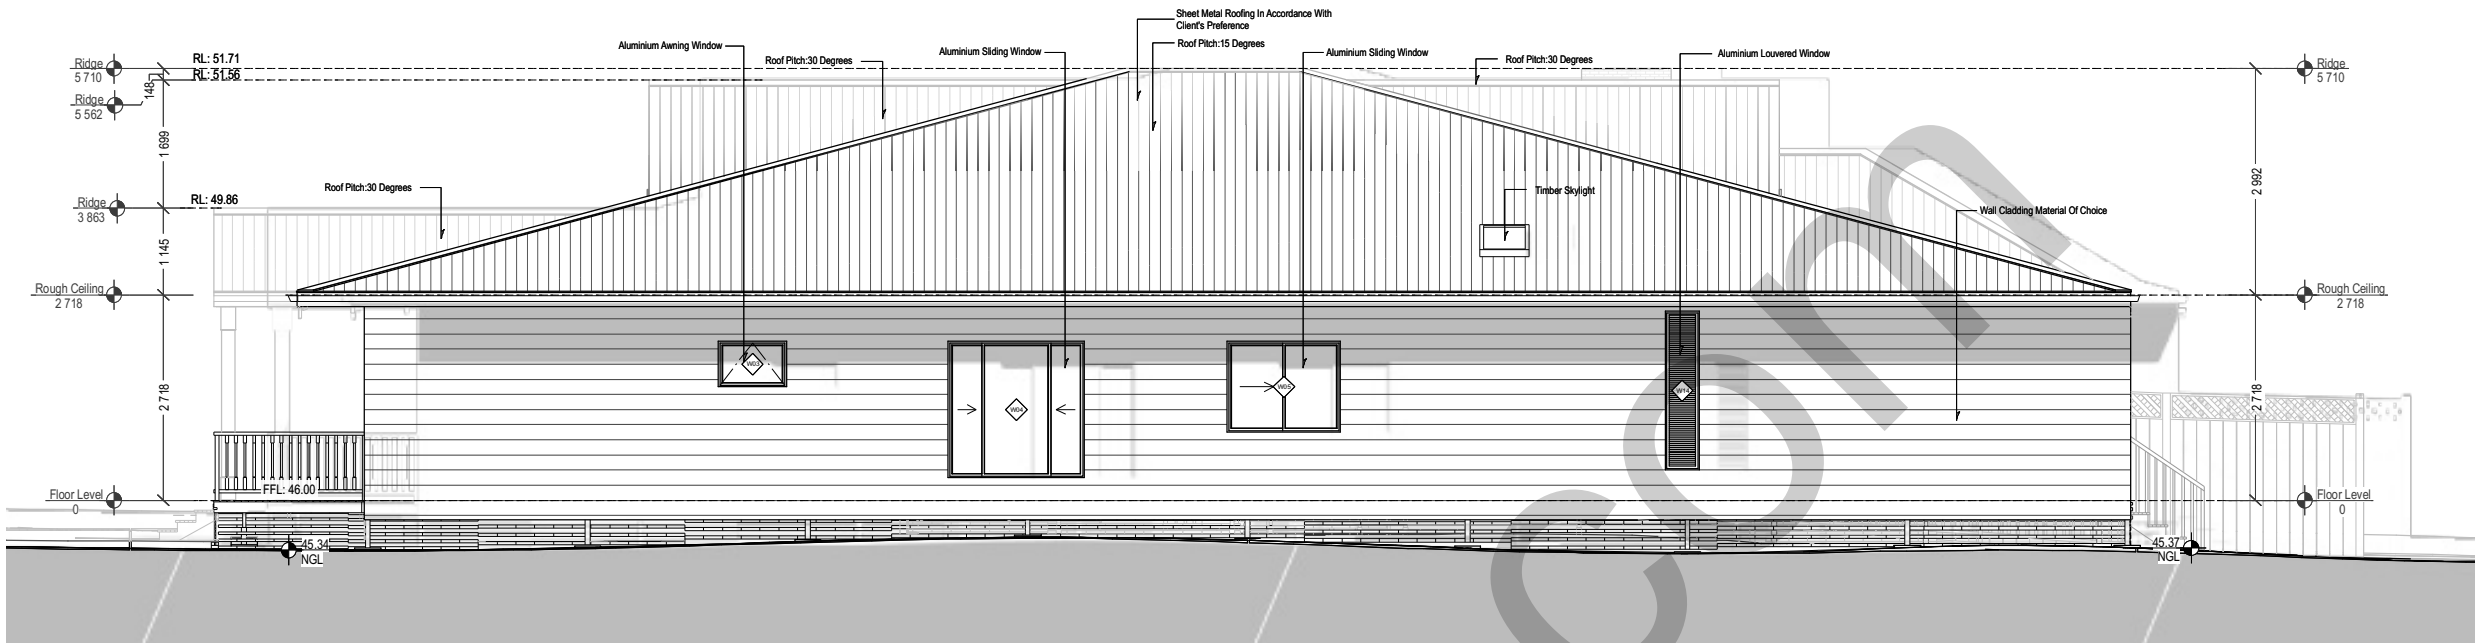 Sheet Metal Roofing In Accordance With
Client's Preference
Roof Pitch:15 Degrees
Aluminium Awning Window
Aluminium Sliding Window
Aluminium Sliding Window
Aluminium Louvered Window
Roof Pitch:30 Degrees
Roof Pitch:30 Degrees
Ridge
5 710
RL: 51.71
RL: 51.56
148
Ridge
5 562
Ridge
5 710
1 699
2 992
Roof Pitch:30 Degrees
Timber Skylight
Ridge
3 863
RL: 49.86
Wall Cladding Material Of Choice
1 145
Rough Ceiling
2 718
Rough Ceiling
2 718
W03
W04
W05
W14
2 718
2 718
FFL: 46.00
Floor Level
0
Floor Level
0
45.34
NGL
45.37
NGL
com